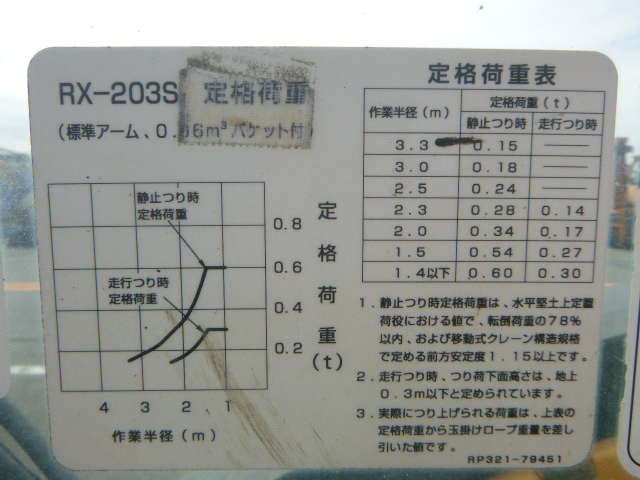 RX-203S 定格荷重
(標準アーム、0.06m³バケット付)
静止つり時
定格荷重
走行つり時
定格荷重
0.8
0.6
0.4
0.2
定格荷重(t)
4 3 2 1
作業半径(m)
定格荷重表
作業半径(m) 定格荷重(t)
静止つり時 走行つり時
3.3 0.15 ——
3.0 0.18 ——
2.5 0.24 ——
2.3 0.28 0.14
2.0 0.34 0.17
1.5 0.54 0.27
1.4以下 0.60 0.30
1.静止つり時定格荷重は、水平堅土上定置
荷役における値で、転倒荷重の78%
以内、および移動式クレーン構造規格
で定める前方安定度1.15以上です。
2.走行つり時、つり荷下面高さは、地上
0.3m以下と定められています。
3.実際につり上げられる荷重は、上表の
定格荷重から玉掛けロープ重量を差し
引いた値です。
RP321-79451